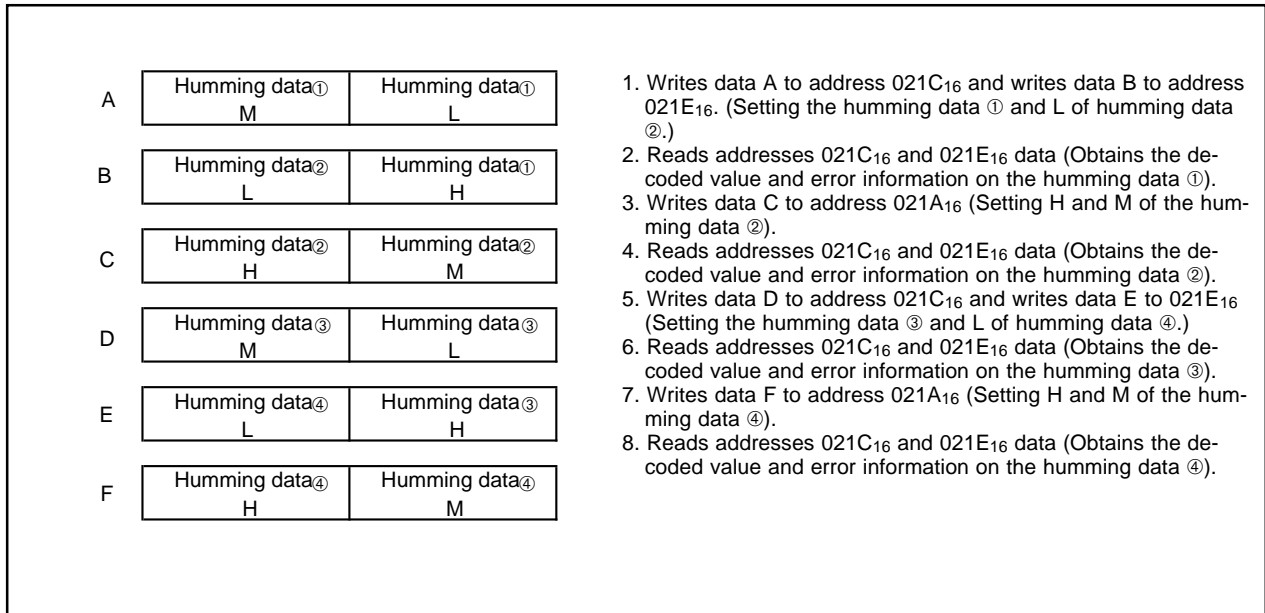 A
Humming data① Humming data①
M L
B
Humming data② Humming data①
L H
C
Humming data② Humming data②
H M
D
Humming data③ Humming data③
M L
E
Humming data④ Humming data③
L H
F
Humming data④ Humming data④
H M
1. Writes data A to address 021C₁₆ and writes data B to address
021E₁₆. (Setting the humming data ① and L of humming data
②.)
2. Reads addresses 021C₁₆ and 021E₁₆ data (Obtains the de-
coded value and error information on the humming data ①).
3. Writes data C to address 021A₁₆ (Setting H and M of the hum-
ming data ②).
4. Reads addresses 021C₁₆ and 021E₁₆ data (Obtains the de-
coded value and error information on the humming data ②).
5. Writes data D to address 021C₁₆ and writes data E to 021E₁₆
(Setting the humming data ③ and L of humming data ④.)
6. Reads addresses 021C₁₆ and 021E₁₆ data (Obtains the de-
coded value and error information on the humming data ③).
7. Writes data F to address 021A₁₆ (Setting H and M of the hum-
ming data ④).
8. Reads addresses 021C₁₆ and 021E₁₆ data (Obtains the de-
coded value and error information on the humming data ④).